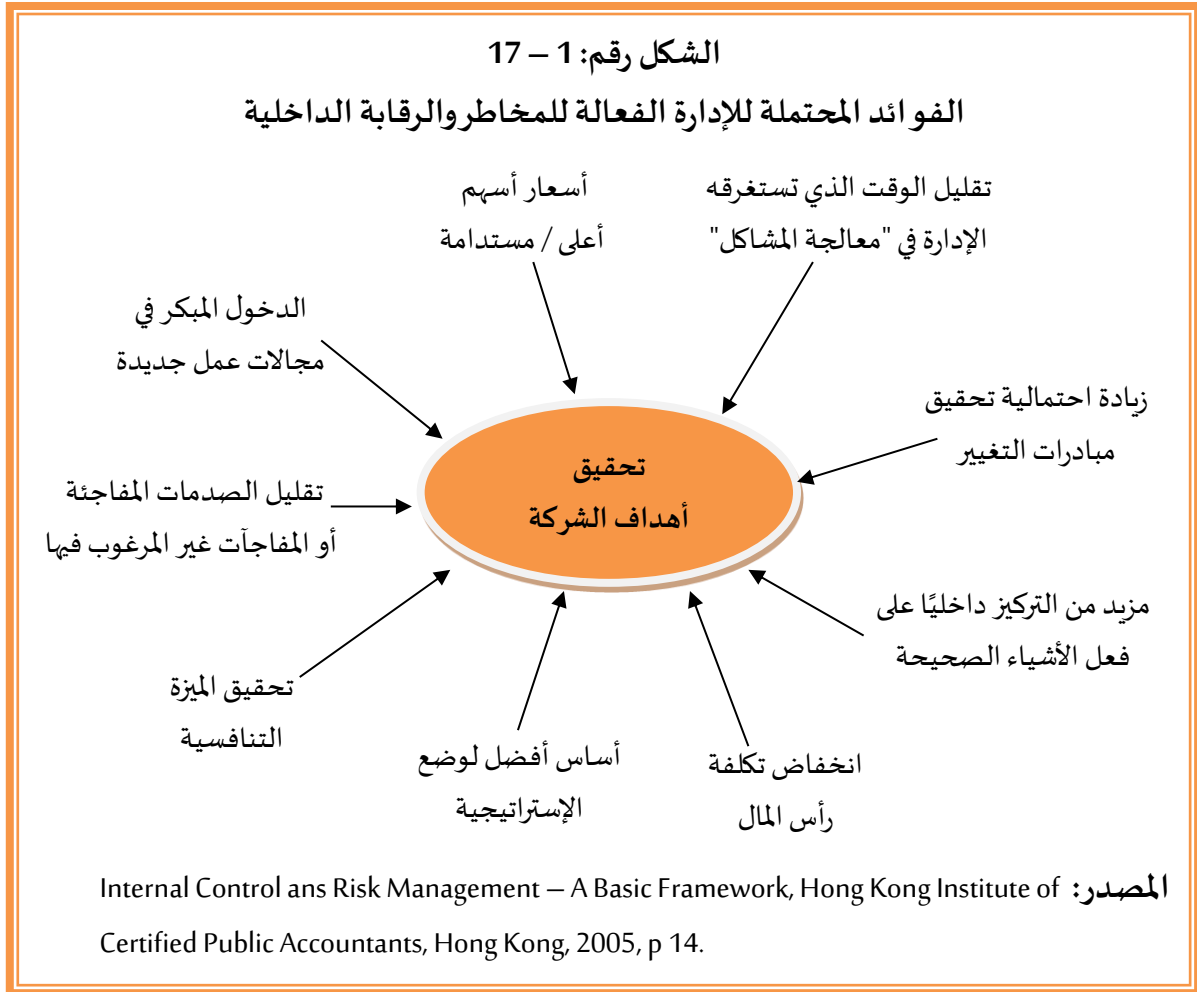 الشكل رقم: 1 – 17
الفوائد المحتملة للإدارة الفعالة للمخاطر والرقابة الداخلية
تقليل الوقت الذي تستغرقه
الإدارة في "معالجة المشاكل"
أسعار أسهم
أعلى / مستدامة
الدخول المبكر في
مجالات عمل جديدة
زيادة احتمالية تحقيق
مبادرات التغيير
تحقيق
أهداف الشركة
تقليل الصدمات المفاجئة
أو المفاجآت غير المرغوب فيها
مزيد من التركيز داخليًا على
فعل الأشياء الصحيحة
تحقيق الميزة
التنافسية
انخفاض تكلفة
رأس المال
أساس أفضل لوضع
الإستراتيجية
المصدر: Internal Control ans Risk Management – A Basic Framework, Hong Kong Institute of
Certified Public Accountants, Hong Kong, 2005, p 14.